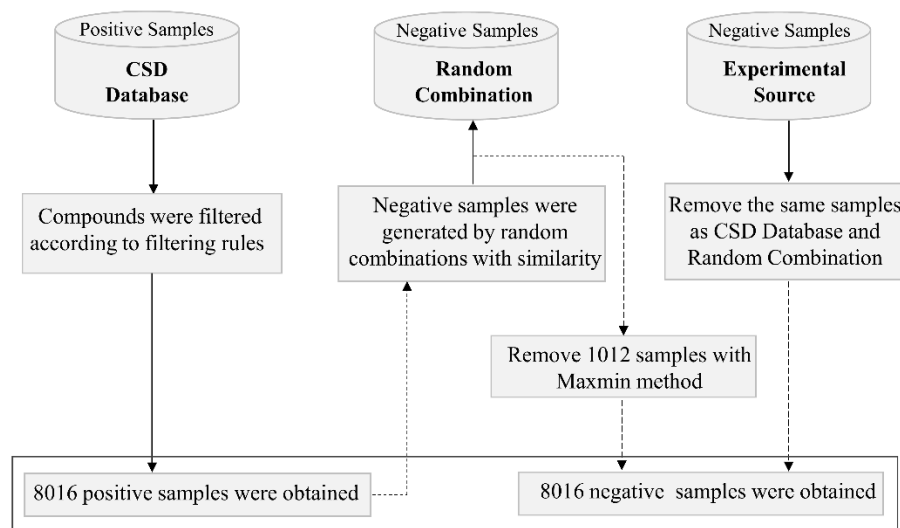 Positive Samples
CSD
Database
Negative Samples
Random
Combination
Negative Samples
Experimental
Source
Compounds were filtered
according to filtering rules
Negative samples were
generated by random
combinations with similarity
Remove the same samples
as CSD Database and
Random Combination
Remove 1012 samples with
Maxmin method
8016 positive samples were obtained
8016 negative samples were obtained